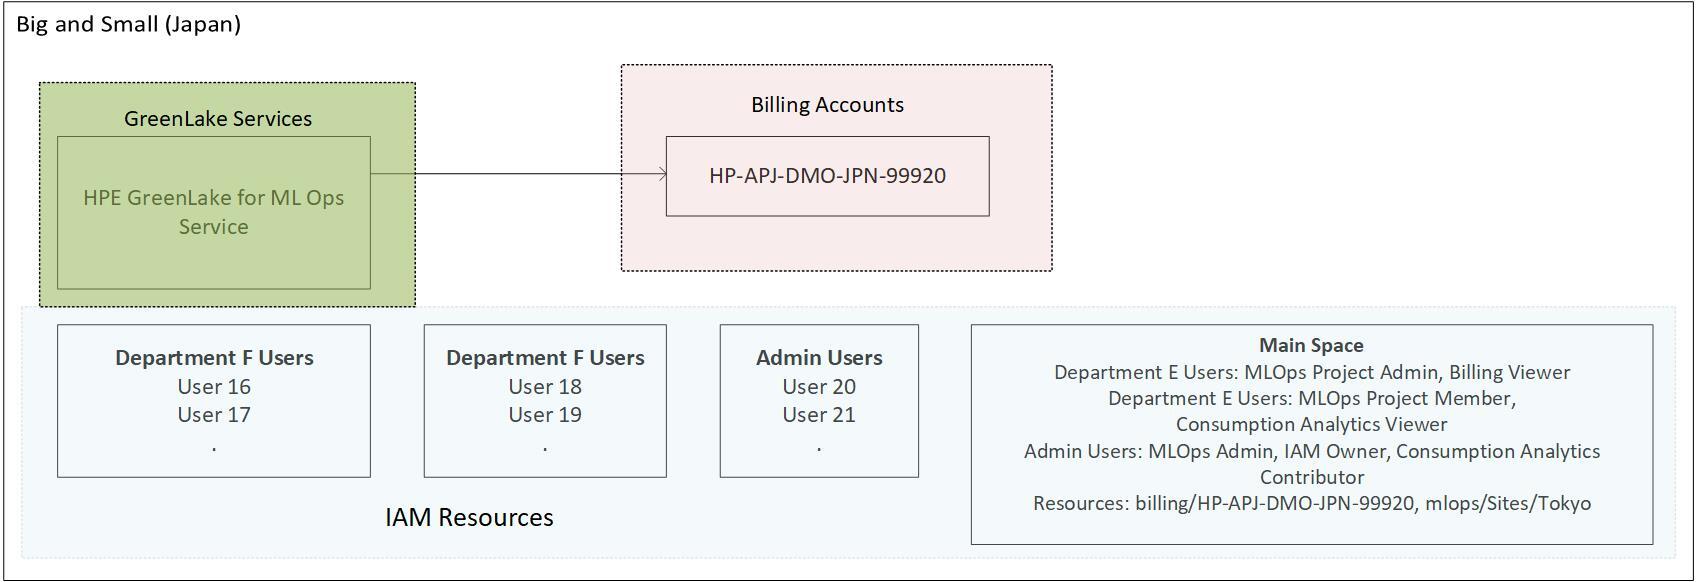 Big and Small (Japan)
GreenLake Services
HPE GreenLake for ML Ops
Service
Billing Accounts
HP-APJ-DMO-JPN-99920
Department F Users
User 16
User 17
.
Department F Users
User 18
User 19
.
Admin Users
User 20
User 21
.
Main Space
Department E Users: MLOps Project Admin, Billing Viewer
Department E Users: MLOps Project Member,
Consumption Analytics Viewer
Admin Users: MLOps Admin, IAM Owner, Consumption Analytics
Contributor
Resources: billing/HP-APJ-DMO-JPN-99920, mlops/Sites/Tokyo
IAM Resources